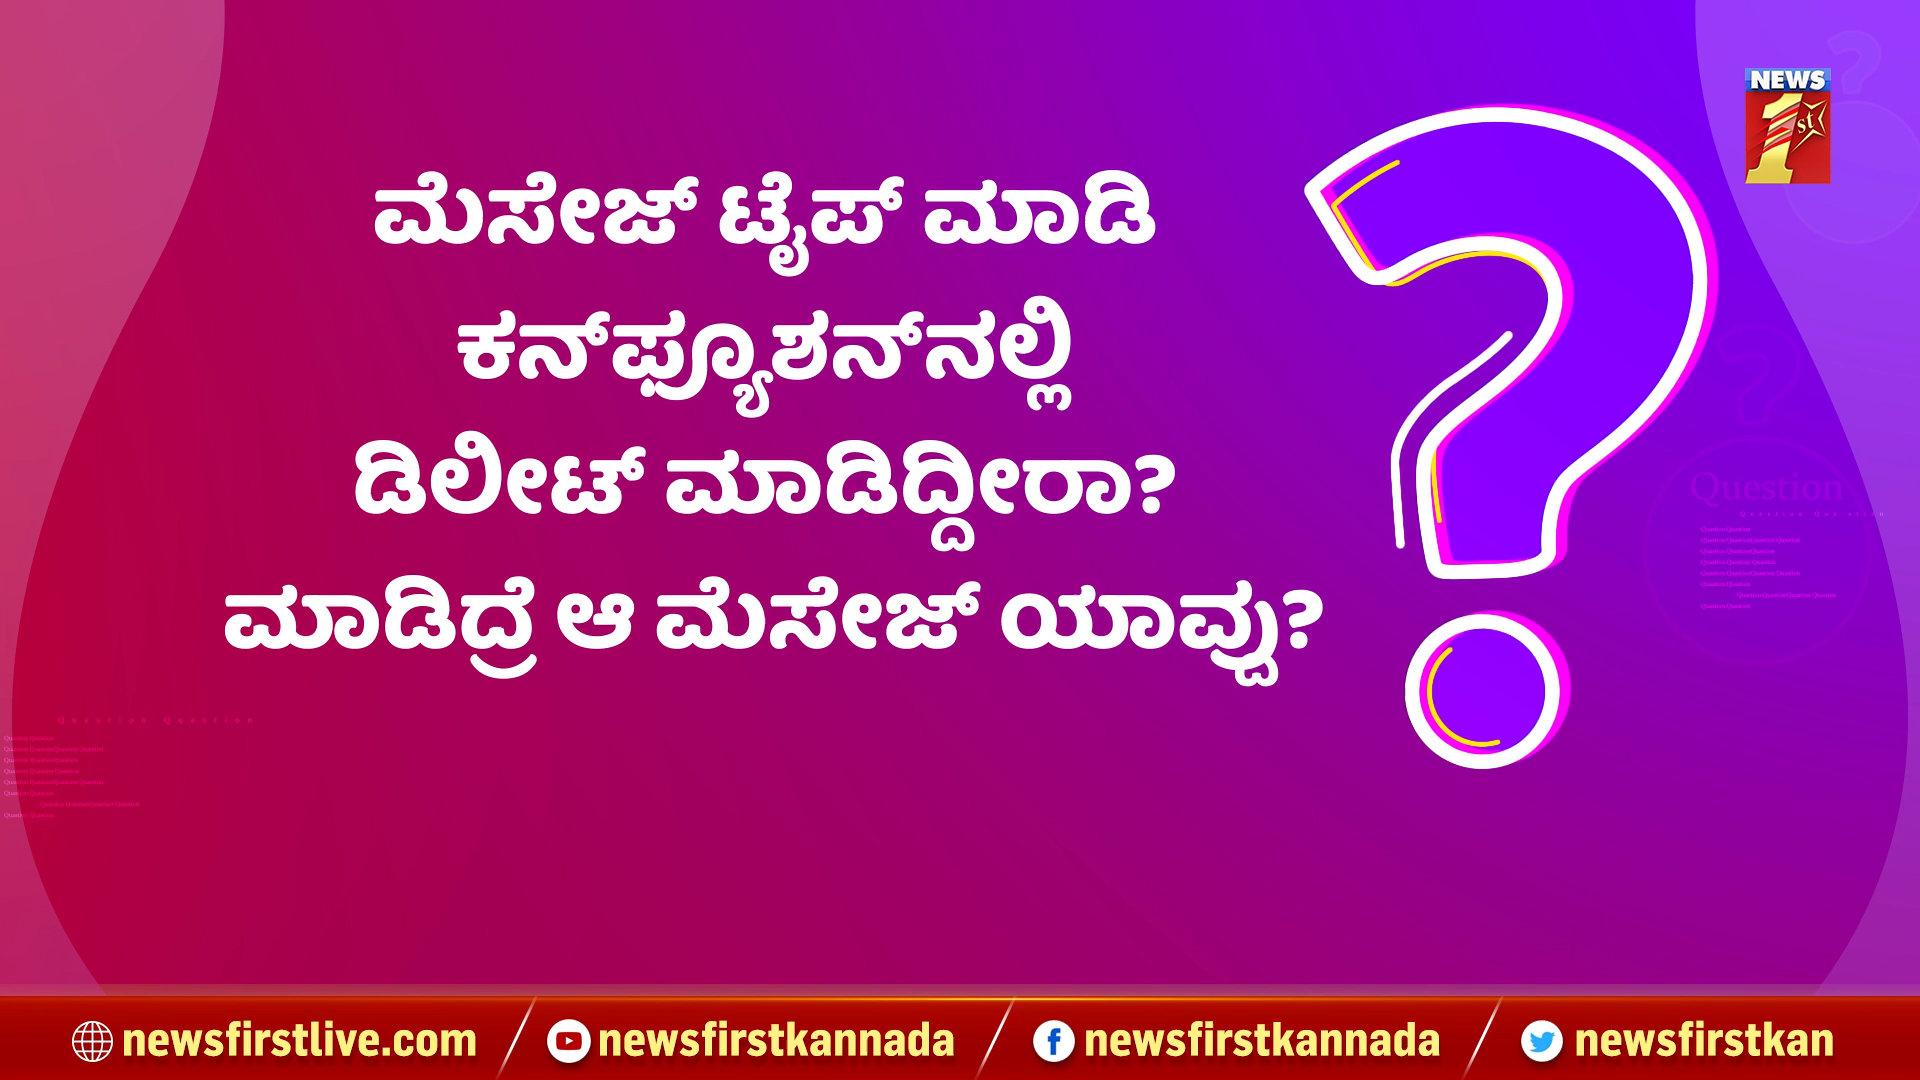 NEWS
1st
ಮೆಸೇಜ್ ಟೈಪ್ ಮಾಡಿ
ಕನ್‌ಫ್ಯೂಶನ್‌ನಲ್ಲಿ
ಡಿಲೀಟ್ ಮಾಡಿದ್ದೀರಾ?
ಮಾಡಿದ್ರೆ ಆ ಮೆಸೇಜ್ ಯಾವ್ದು?
Question
newsfirstlive.com
newsfirstkannada
newsfirstkannada
newsfirstkan